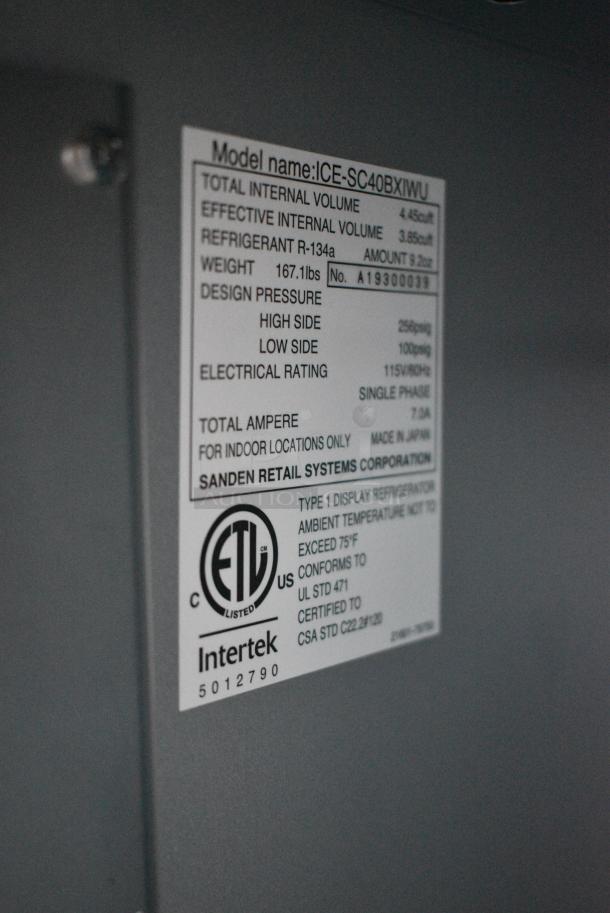 Model name:ICE-SC40BXIWU
TOTAL INTERNAL VOLUME 4.45cuft
EFFECTIVE INTERNAL VOLUME 3.85cuft
REFRIGERANT R-134a AMOUNT 9.2oz
WEIGHT 167.1lbs No. A19300039
DESIGN PRESSURE
HIGH SIDE 256psig
LOW SIDE 100psig
ELECTRICAL RATING 115V/60Hz
SINGLE PHASE
TOTAL AMPERE 7.0A
FOR INDOOR LOCATIONS ONLY MADE IN JAPAN
SANDEN RETAIL SYSTEMS CORPORATION
TYPE 1 DISPLAY REFRIGERATOR
AMBIENT TEMPERATURE NOT TO
EXCEED 75°F
CONFORMS TO
UL STD 471
CERTIFIED TO
CSA STD C22.2#120
ETL CM
LISTED
C US
Intertek
5012790